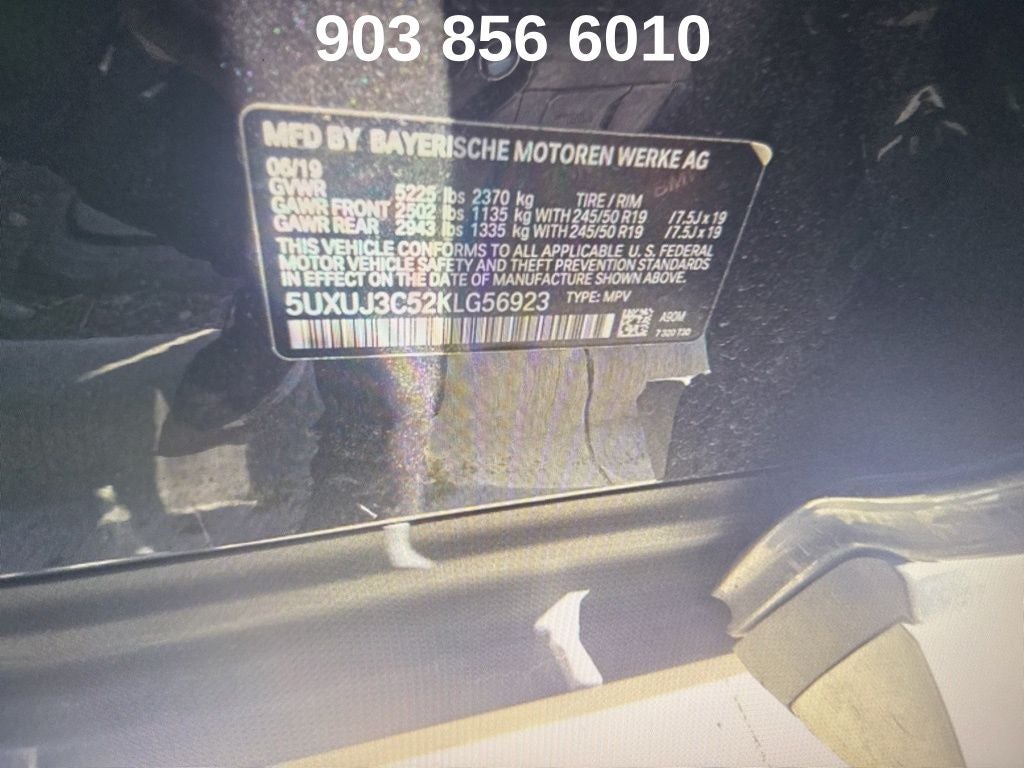 903 856 6010
MFD BY BAYERISCHE MOTOREN WERKE AG
06/19
GVWR 5225 lbs 2370 kg TIRE / RIM
GAWR FRONT 2502 lbs 1135 kg WITH 245/50 R19 /7.5J x 19
GAWR REAR 2943 lbs 1335 kg WITH 245/50 R19 /7.5J x 19
THIS VEHICLE CONFORMS TO ALL APPLICABLE U. S. FEDERAL
MOTOR VEHICLE SAFETY AND THEFT PREVENTION STANDARDS
IN EFFECT ON THE DATE OF MANUFACTURE SHOWN ABOVE.
5UXUJ3C52KLG56923 TYPE: MPV
A90M
7 320 730